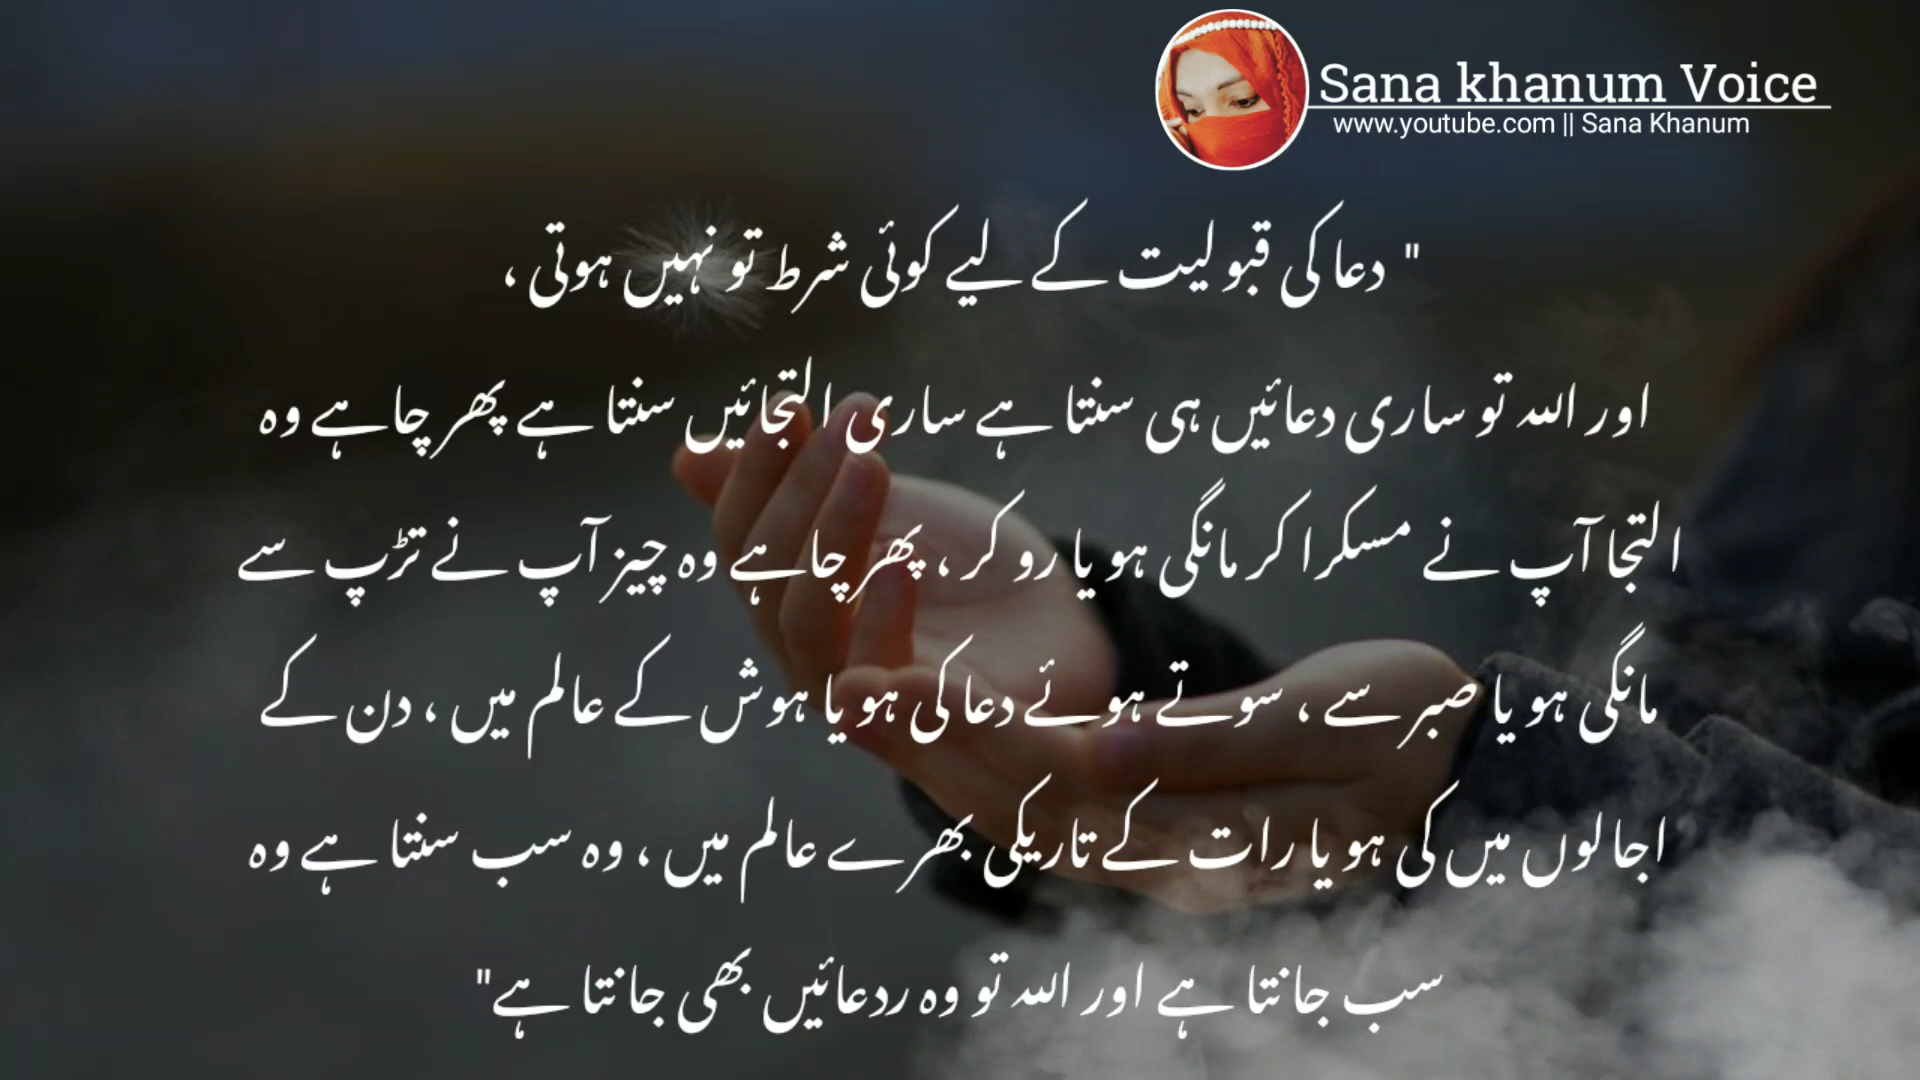 Sana khanum Voice
www.youtube.com || Sana Khanum
" دعا کی قبولیت کے لیے کوئی شرط تو نہیں ہوتی ،
اور اللہ تو ساری دعائیں ہی سنتا ہے ساری التجائیں سنتا ہے پھر چاہے وہ
التجا آپ نے مسکرا کر مانگی ہو یا رو کر ، پھر چاہے وہ چیز آپ نے تڑپ سے
مانگی ہو یا صبر سے ، سوتے ہوئے دعا کی ہو یا ہوش کے عالم میں ، دن کے
اجالوں میں کی ہو یا رات کے تاریکی بھرے عالم میں ، وہ سب سنتا ہے وہ
سب جانتا ہے اور اللہ تو وہ ردعائیں بھی جانتا ہے"